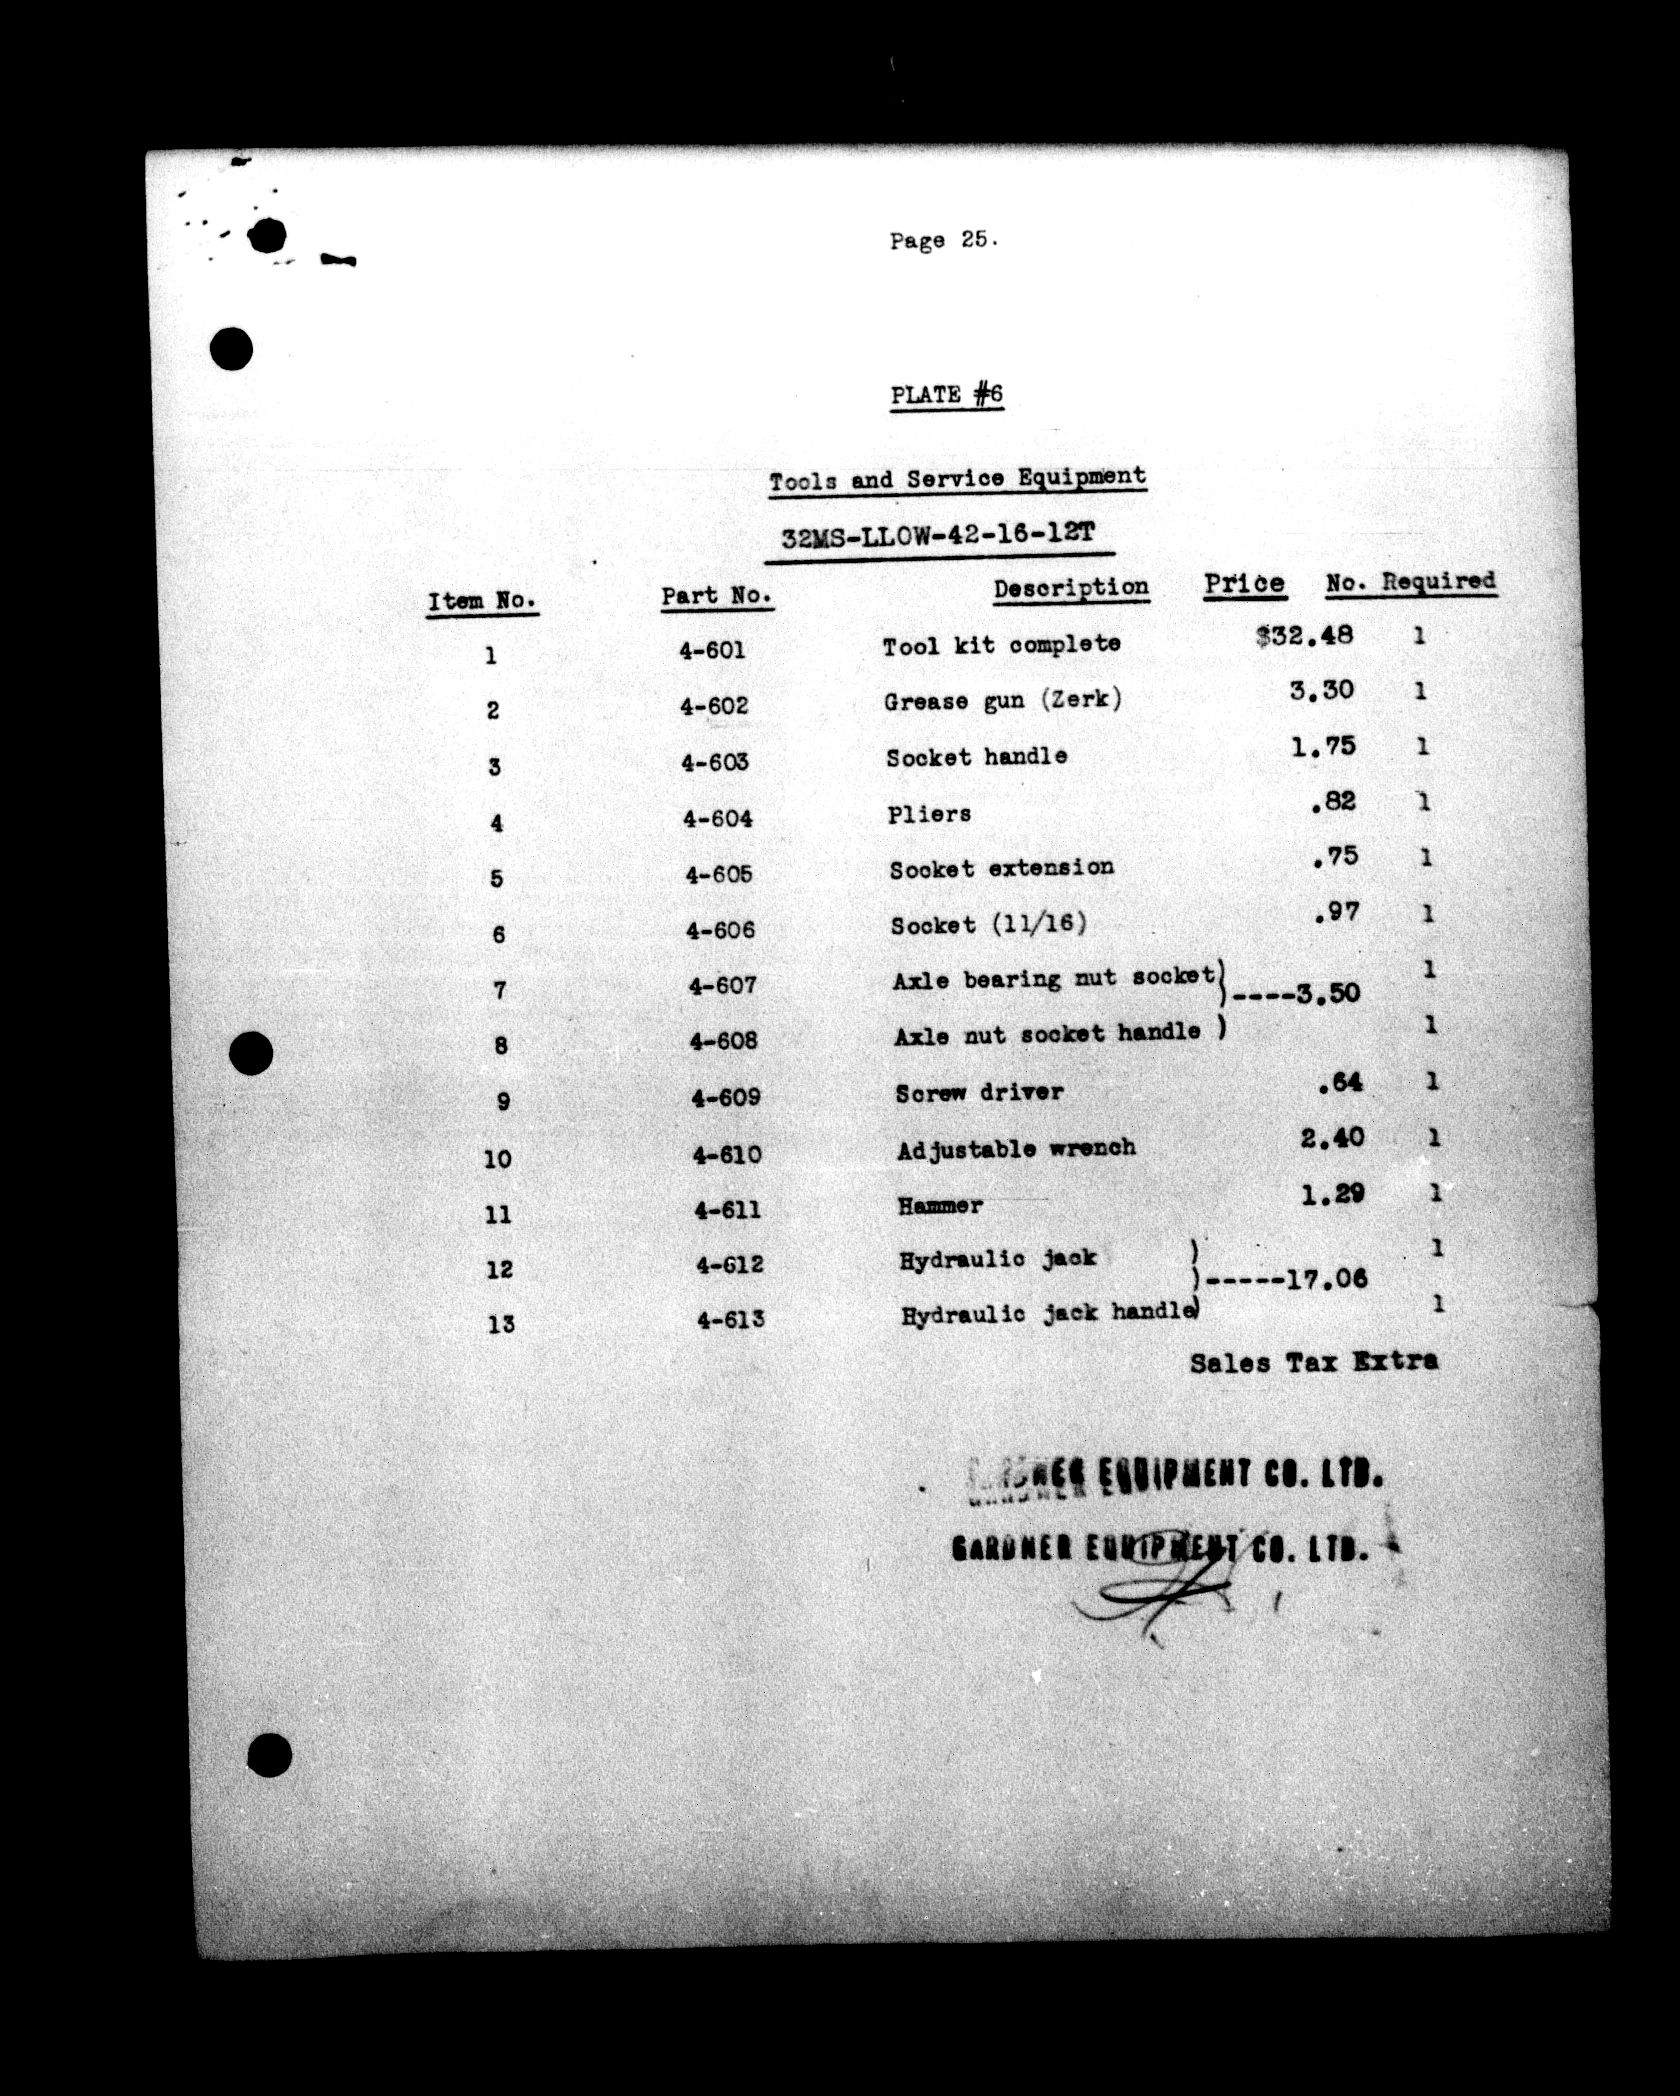 Page 25.
PLATE #6
Tools and Service Equipment
32MS-LLOW-42-16-12T
Item No. Part No. Description Price No. Required
1 4-601 Tool kit complete $32.48 1
2 4-602 Grease gun (Zerk) 3.30 1
3 4-603 Socket handle 1.75 1
4 4-604 Pliers .82 1
5 4-605 Socket extension .75 1
6 4-606 Socket (11/16) .97 1
7 4-607 Axle bearing nut socket) 1
)----3.50
8 4-608 Axle nut socket handle ) 1
9 4-609 Screw driver .64 1
10 4-610 Adjustable wrench 2.40 1
11 4-611 Hammer 1.29 1
12 4-612 Hydraulic jack ) 1
)-----17.06
13 4-613 Hydraulic jack handle) 1
Sales Tax Extra
GARDNER EQUIPMENT CO. LTD.
GARDNER EQUIPMENT CO. LTD.